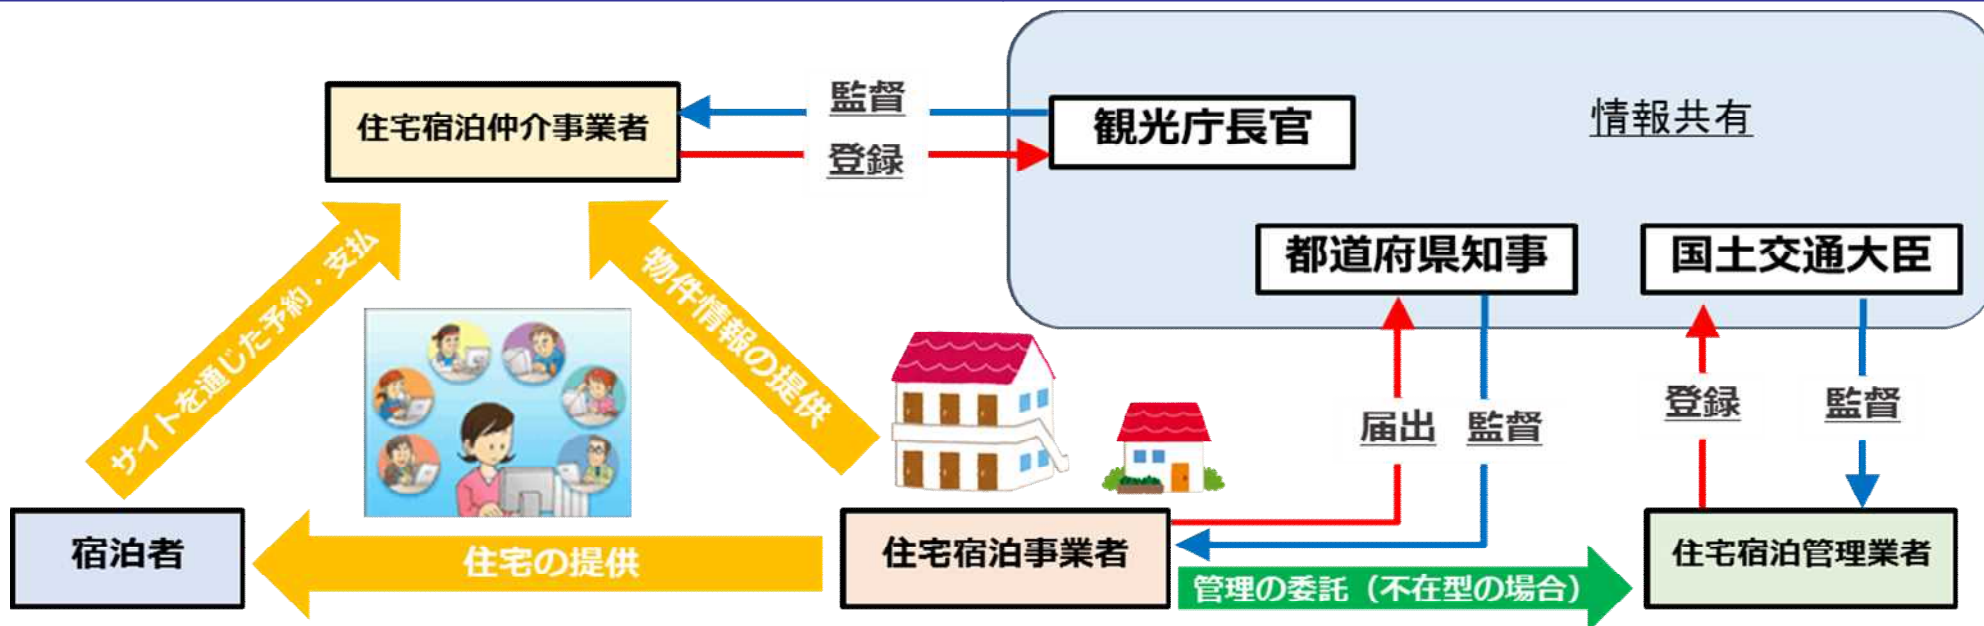 情報共有
監督
住宅宿泊仲介事業者
観光庁長官
登録
都道府県知事
国土交通大臣
サイトを通じた予約・支払
物件情報の提供
届出
監督
登録
監督
宿泊者
住宅の提供
住宅宿泊事業者
管理の委託（不在型の場合）
住宅宿泊管理業者